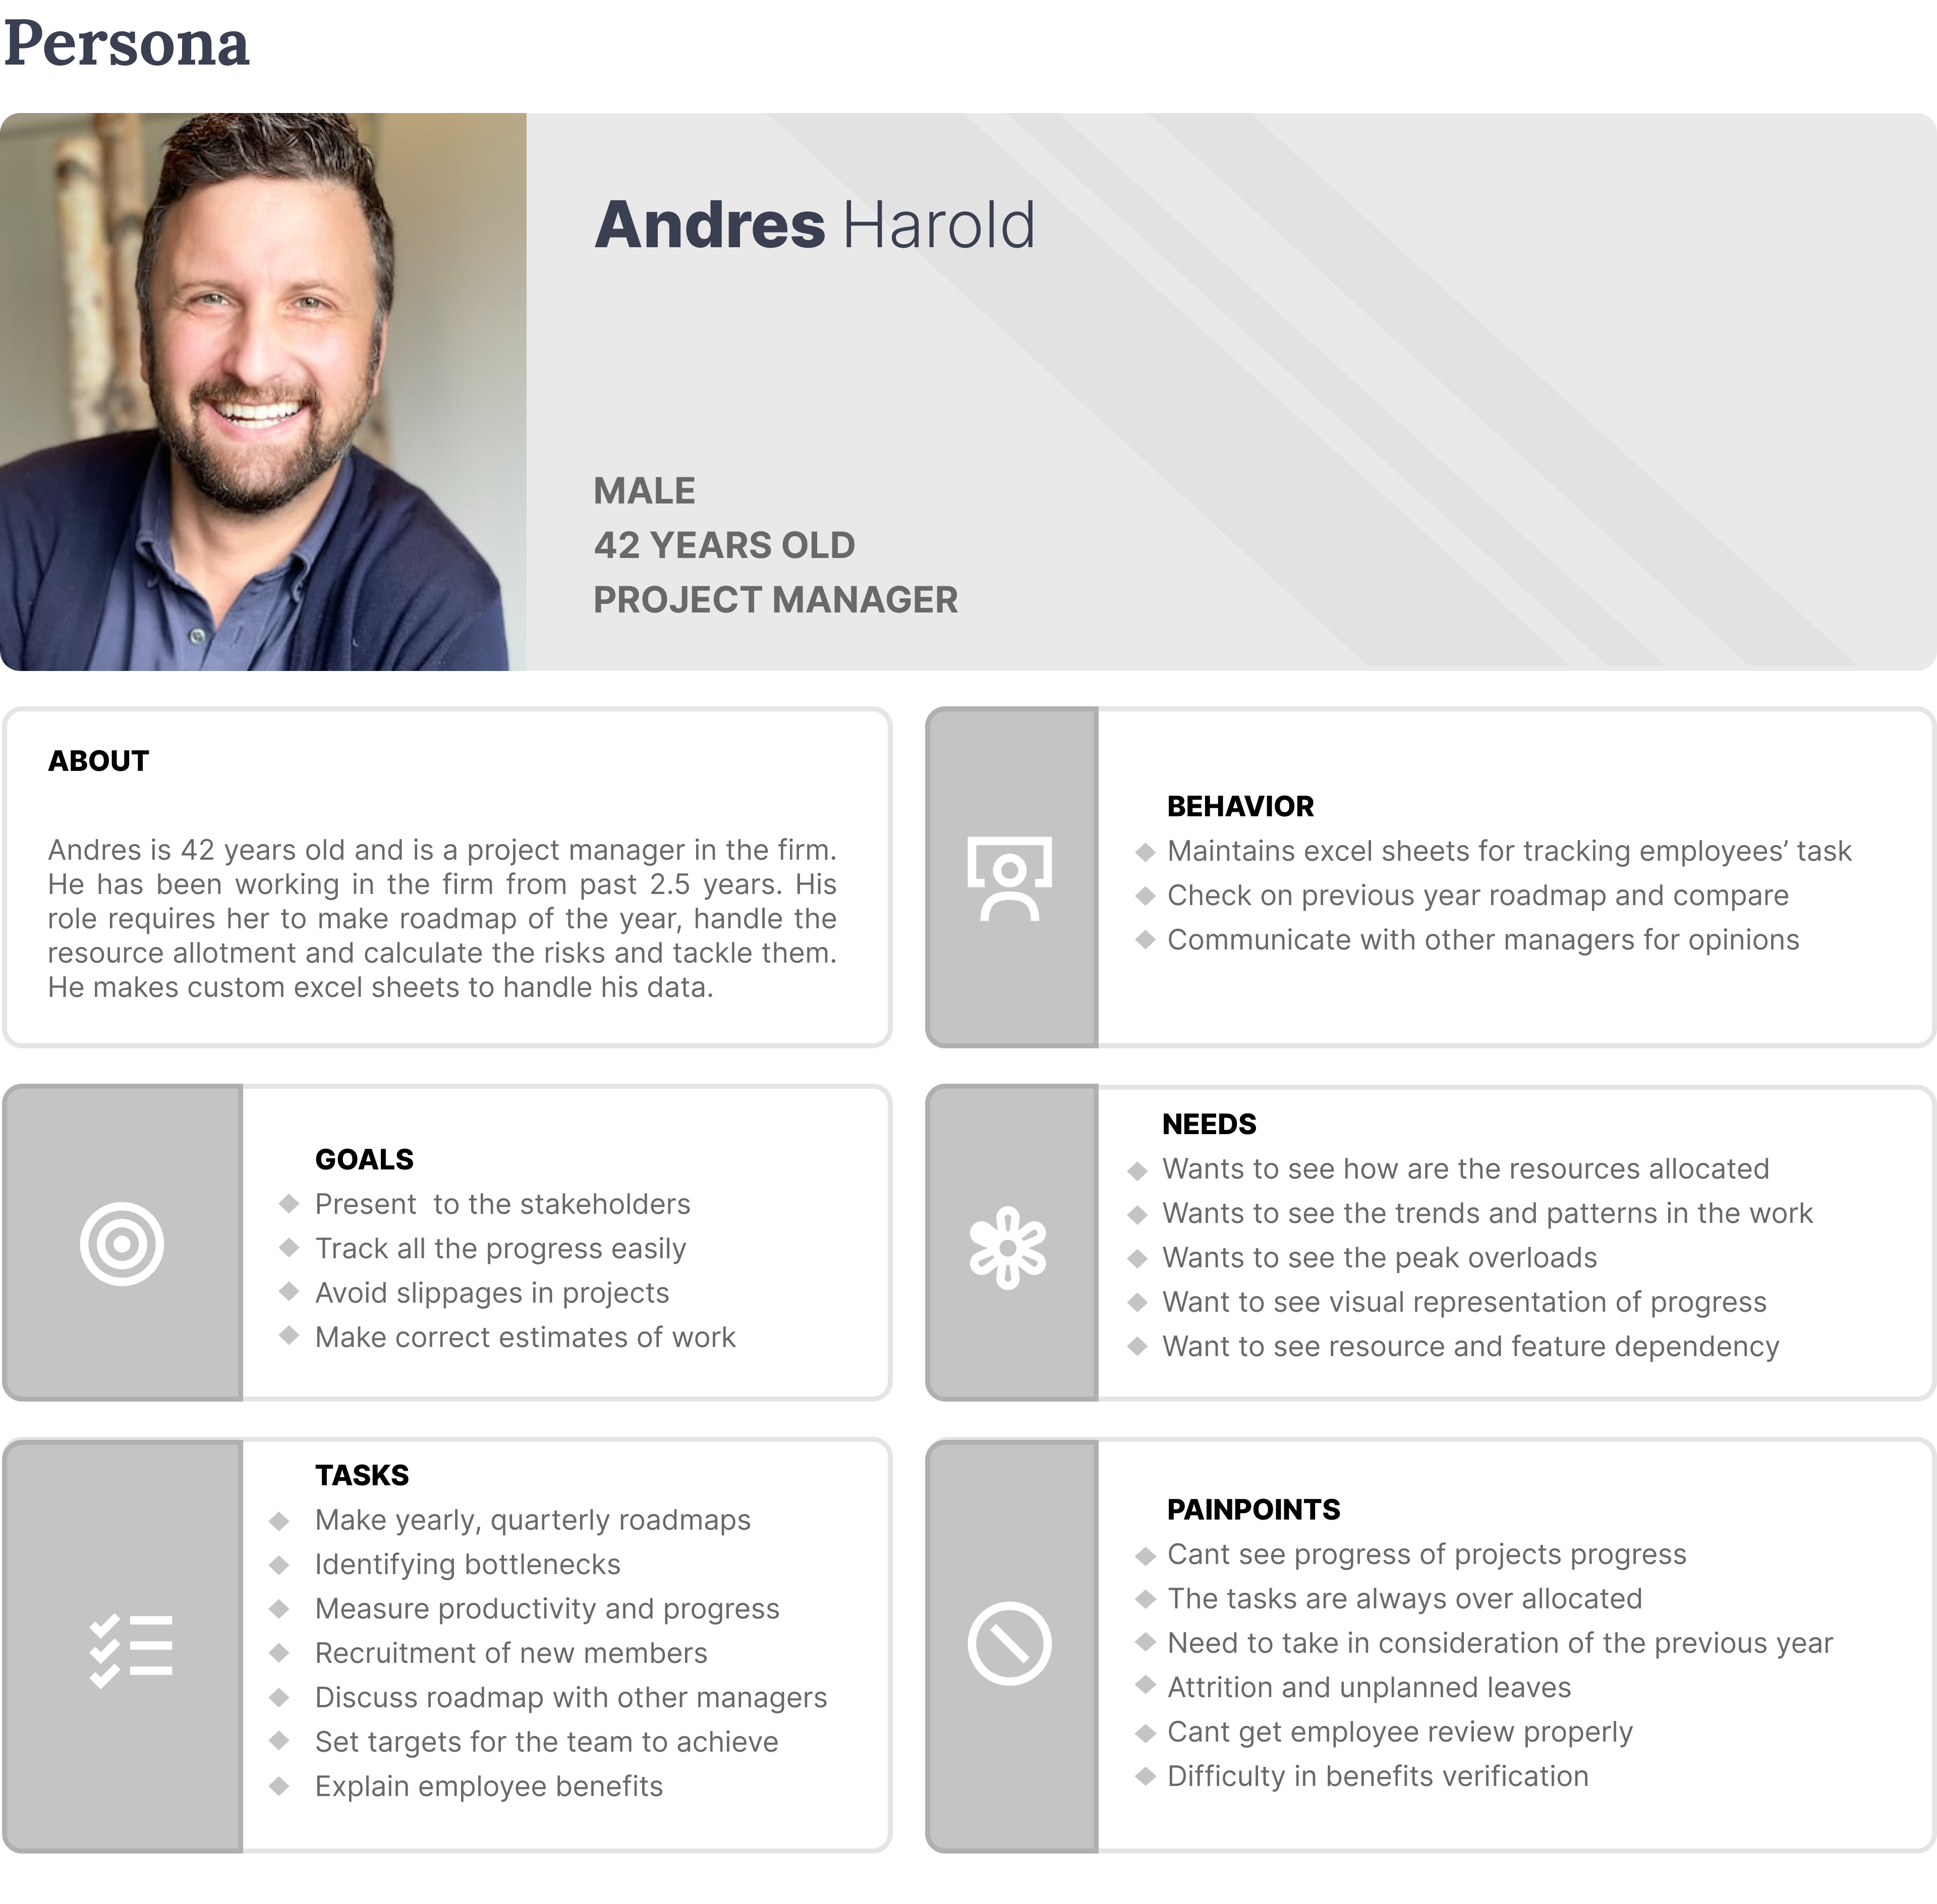 Persona
Andres Harold
MALE
42 YEARS OLD
PROJECT MANAGER
ABOUT
Andres is 42 years old and is a project manager in the firm.
He has been working in the firm from past 2.5 years. His
role requires her to make roadmap of the year, handle the
resource allotment and calculate the risks and tackle them.
He makes custom excel sheets to handle his data.
BEHAVIOR
Maintains excel sheets for tracking employees’ task
Check on previous year roadmap and compare
Communicate with other managers for opinions
GOALS
Present  to the stakeholders
Track all the progress easily
Avoid slippages in projects
Make correct estimates of work
NEEDS
Wants to see how are the resources allocated
Wants to see the trends and patterns in the work
Wants to see the peak overloads
Want to see visual representation of progress
Want to see resource and feature dependency
TASKS
Make yearly, quarterly roadmaps
Identifying bottlenecks
Measure productivity and progress
Recruitment of new members
Discuss roadmap with other managers
Set targets for the team to achieve
Explain employee benefits
PAINPOINTS
Cant see progress of projects progress
The tasks are always over allocated
Need to take in consideration of the previous year
Attrition and unplanned leaves
Cant get employee review properly
Difficulty in benefits verification